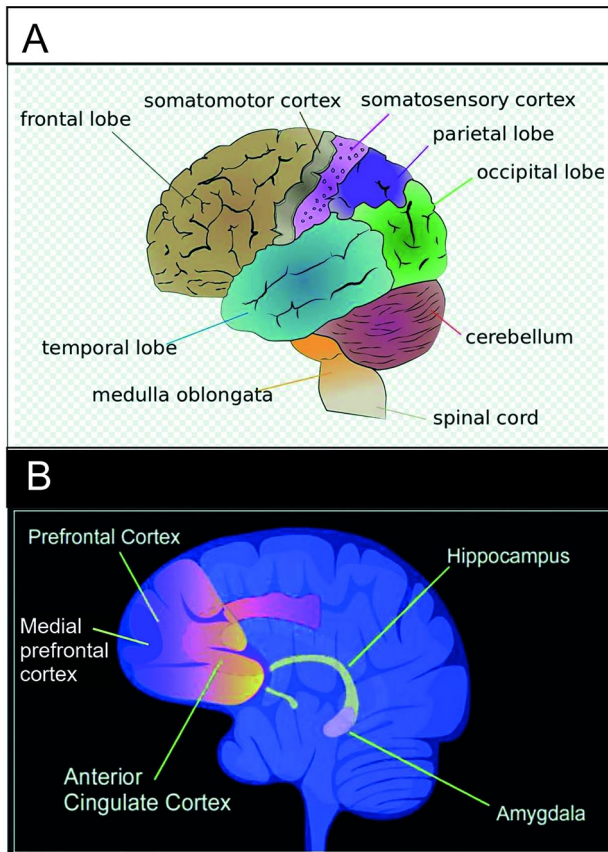 A
somatomotor cortex
somatosensory cortex
frontal lobe
parietal lobe
occipital lobe
temporal lobe
cerebellum
medulla oblongata
spinal cord
B
Prefrontal Cortex
Hippocampus
Medial
prefrontal
cortex
Anterior
Cingulate Cortex
Amygdala